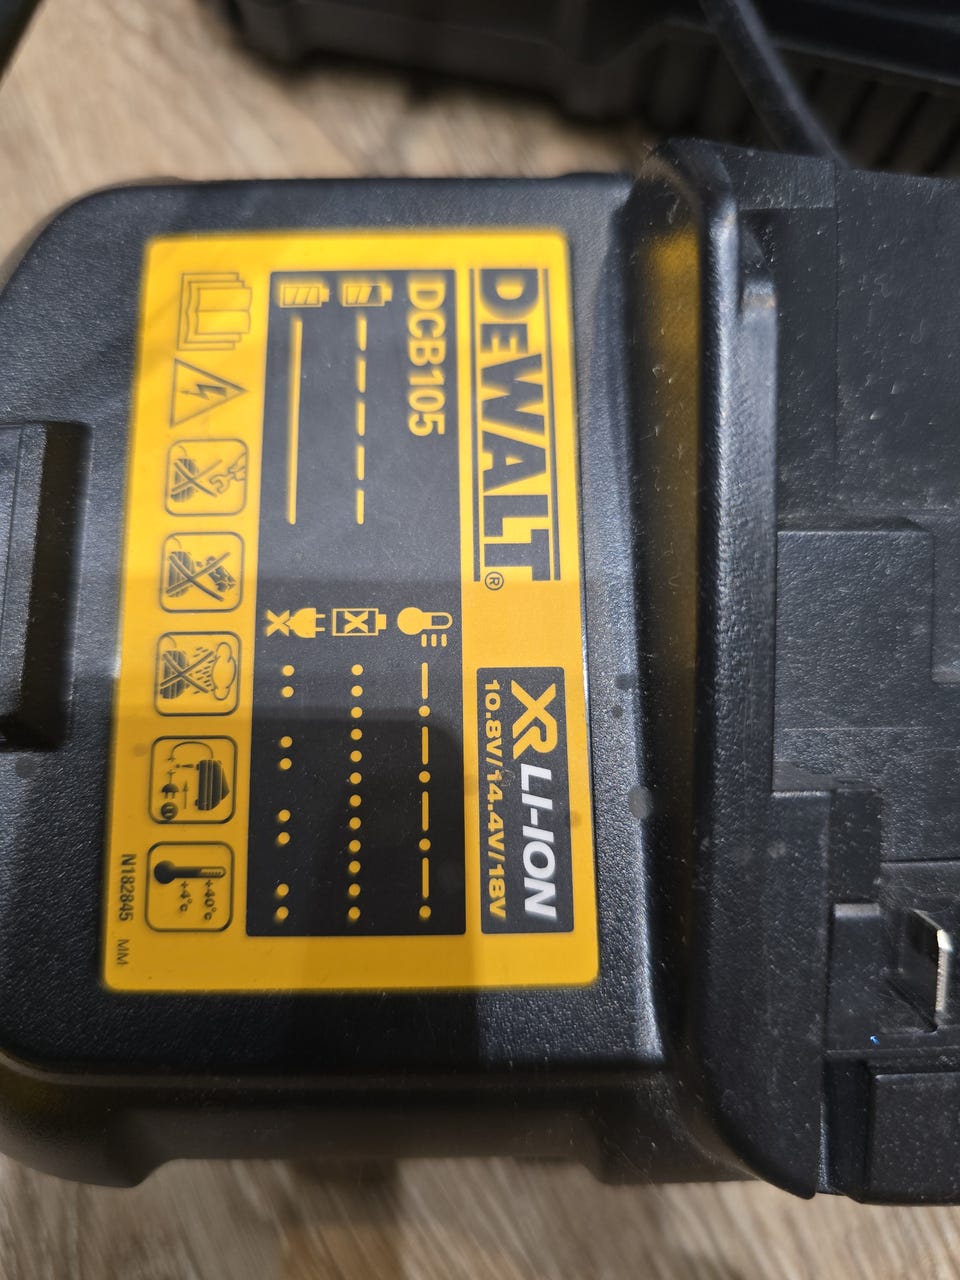 DEWALT®
XR LI-ION
10.8V/14.4V/18V
DCB105
+40°C
+4°C
N182845 MM